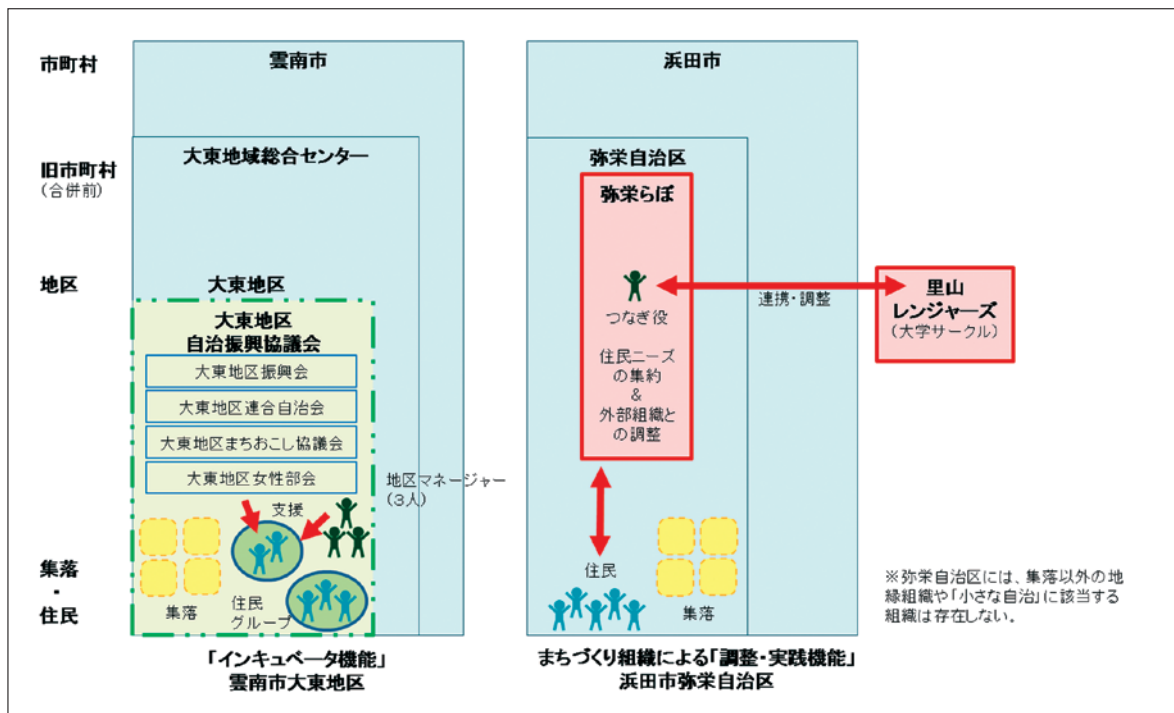 市町村
旧市町村
(合併前)
地区
集落
・
住民
雲南市
大東地域総合センター
大東地区
大東地区
自治振興協議会
大東地区振興会
大東地区連合自治会
大東地区まちおこし協議会
大東地区女性部会
支援
集落
住民
グループ
地区マネージャー
(3人)
「インキュベータ機能」
雲南市大東地区
浜田市
弥栄自治区
弥栄らぼ
つなぎ役
住民ニーズ
の集約
&
外部組織と
の調整
連携・調整
里山
レンジャーズ
(大学サークル)
住民
集落
※弥栄自治区には、集落以外の地
縁組織や「小さな自治」に該当する
組織は存在しない。
まちづくり組織による「調整・実践機能」
浜田市弥栄自治区